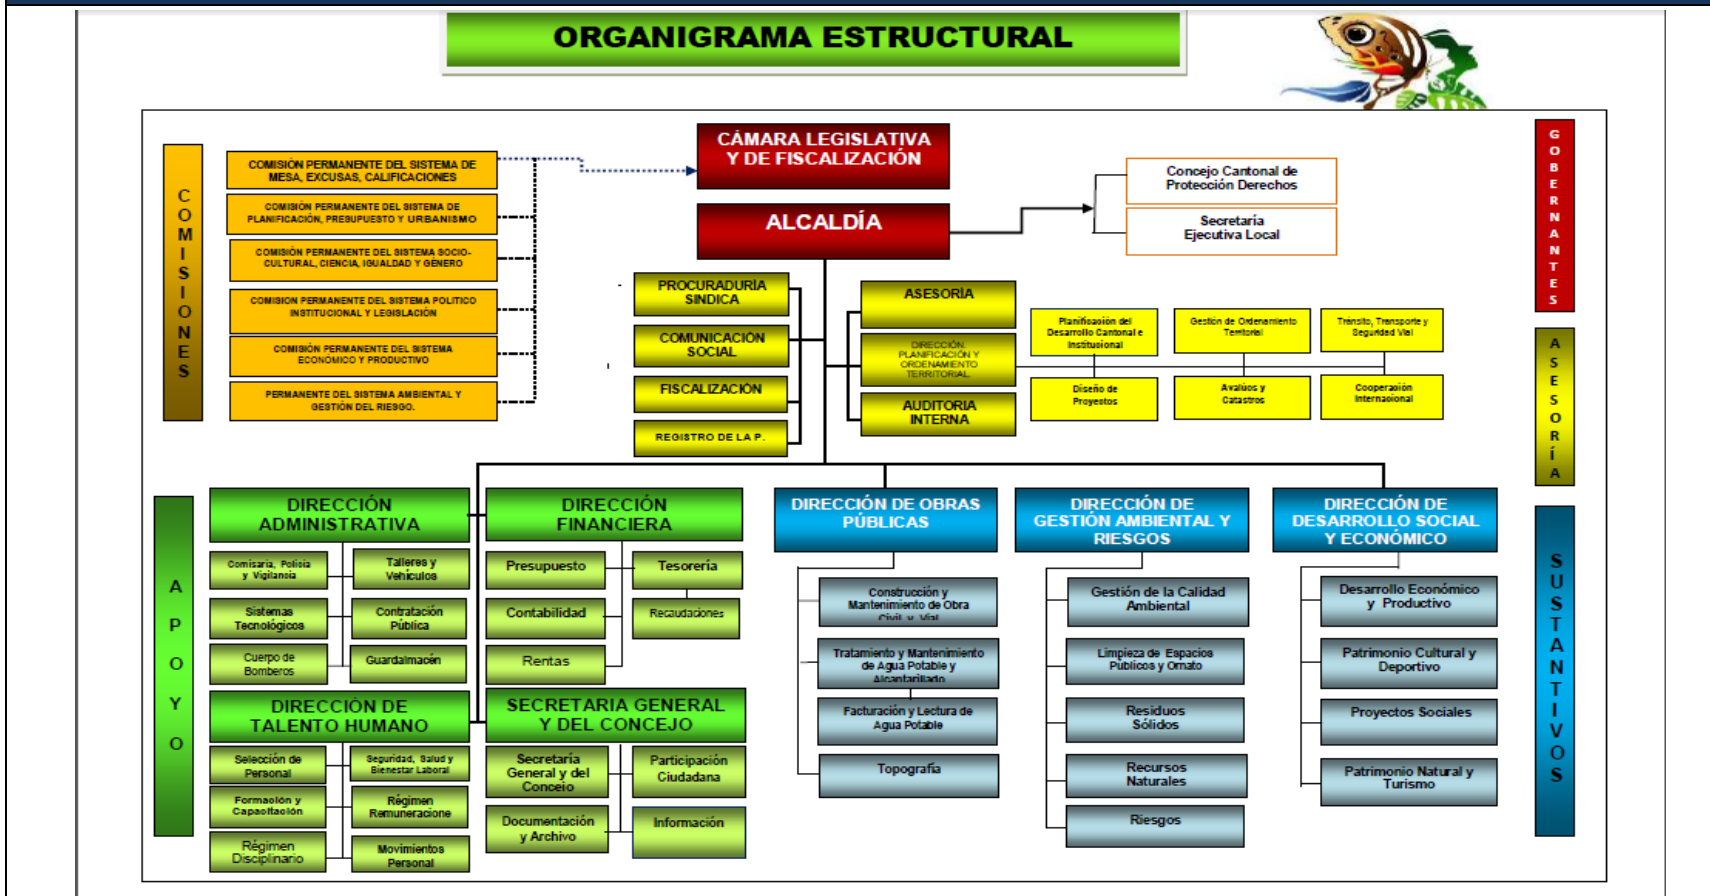 ORGANIGRAMA ESTRUCTURAL
COMISIONES
COMISIÓN PERMANENTE DEL SISTEMA DE
MESA, EXCUSAS, CALIFICACIONES
COMISIÓN PERMANENTE DEL SISTEMA DE
PLANIFICACIÓN, PRESUPUESTO Y URBANISMO
COMISIÓN PERMANENTE DEL SISTEMA SOCIO-
CULTURAL, CIENCIA, IGUALDAD Y GÉNERO
COMISION PERMANENTE DEL SISTEMA POLITICO
INSTITUCIONAL Y LEGISLACIÓN
COMISIÓN PERMANENTE DEL SISTEMA
ECONÓMICO Y PRODUCTIVO
PERMANENTE DEL SISTEMA AMBIENTAL Y
GESTIÓN DEL RIESGO.
CÁMARA LEGISLATIVA
Y DE FISCALIZACIÓN
ALCALDÍA
Concejo Cantonal de
Protección Derechos
Secretaría
Ejecutiva Local
GOBERNANTES
PROCURADURÍA
SINDICA
COMUNICACIÓN
SOCIAL
FISCALIZACIÓN
REGISTRO DE LA P.
ASESORÍA
DIRECCIÓN.
PLANIFICACIÓN Y
ORDENAMIENTO
TERRITORIAL.
AUDITORIA
INTERNA
Planificación del
Desarrollo Cantonal e
Institucional
Gestión de Ordenamiento
Territorial
Tránsito, Transporte y
Seguridad Vial
Diseño de
Proyectos
Avalúos y
Catastros
Cooperación
Internacional
ASESORÍA
APOYO
DIRECCIÓN
ADMINISTRATIVA
Comisaría, Policía
y Vigilancia
Talleres y
Vehículos
Sistemas
Tecnológicos
Contratación
Pública
Cuerpo de
Bomberos
Guardalmacén
DIRECCIÓN
FINANCIERA
Presupuesto
Tesorería
Contabilidad
Recaudaciones
Rentas
DIRECCIÓN DE
TALENTO HUMANO
Selección de
Personal
Seguridad, Salud y
Bienestar Laboral
Formación y
Capacitación
Régimen
Remuneracione
Régimen
Disciplinario
Movimientos
Personal
SECRETARIA GENERAL
Y DEL CONCEJO
Secretaría
General y del
Concejo
Participación
Ciudadana
Documentación
y Archivo
Información
DIRECCIÓN DE OBRAS
PÚBLICAS
Construcción y
Mantenimiento de Obra
Civil y Vial
Tratamiento y Mantenimiento
de Agua Potable y
Alcantarillado
Facturación y Lectura de
Agua Potable
Topografía
DIRECCIÓN DE
GESTIÓN AMBIENTAL Y
RIESGOS
Gestión de la Calidad
Ambiental
Limpieza de Espacios
Públicos y Ornato
Residuos
Sólidos
Recursos
Naturales
Riesgos
DIRECCIÓN DE
DESARROLLO SOCIAL
Y ECONÓMICO
Desarrollo Económico
y Productivo
Patrimonio Cultural y
Deportivo
Proyectos Sociales
Patrimonio Natural y
Turismo
SUSTANTIVOS